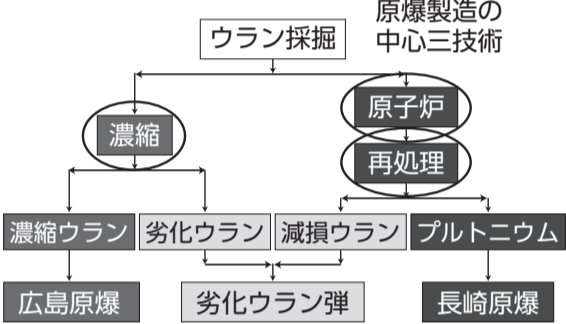 原爆製造の
中心三技術
ウラン採掘
原子炉
濃縮
再処理
濃縮ウラン
劣化ウラン
減損ウラン
プルトニウム
広島原爆
劣化ウラン弾
長崎原爆